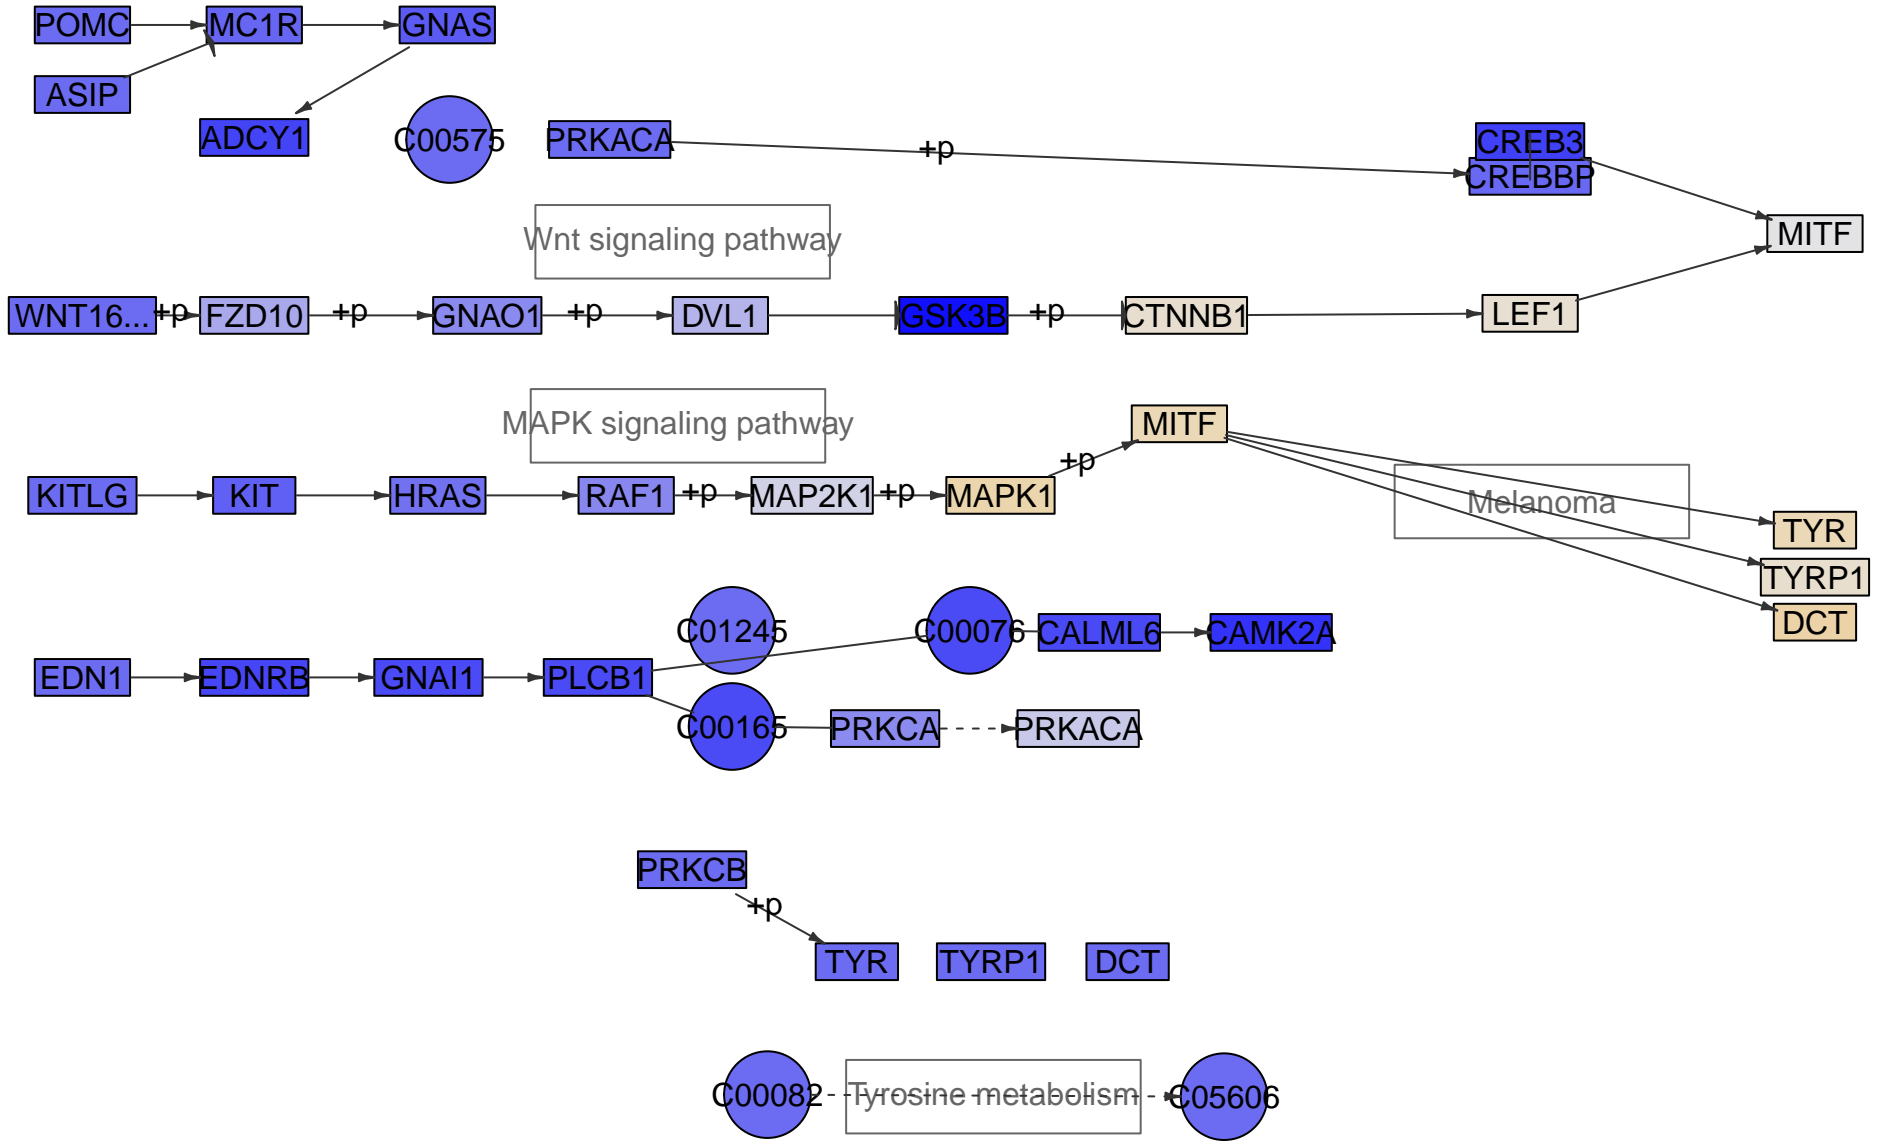 POMC
MC1R
GNAS
ASIP
ADCY1
C00575
PRKACA
+p
CREB3
CREBBP
Wnt signaling pathway
MITF
WNT16...
+p
FZD10
+p
GNAO1
+p
DVL1
GSK3B
+p
CTNNB1
LEF1
MAPK signaling pathway
MITF
+p
Melanoma
KITLG
KIT
HRAS
RAF1
+p
MAP2K1
+p
MAPK1
TYR
TYRP1
DCT
C01245
C00076
CALML6
CAMK2A
EDN1
EDNRB
GNAI1
PLCB1
C00165
PRKCA
PRKACA
PRKCB
+p
TYR
TYRP1
DCT
C00082
Tyrosine metabolism
C05606